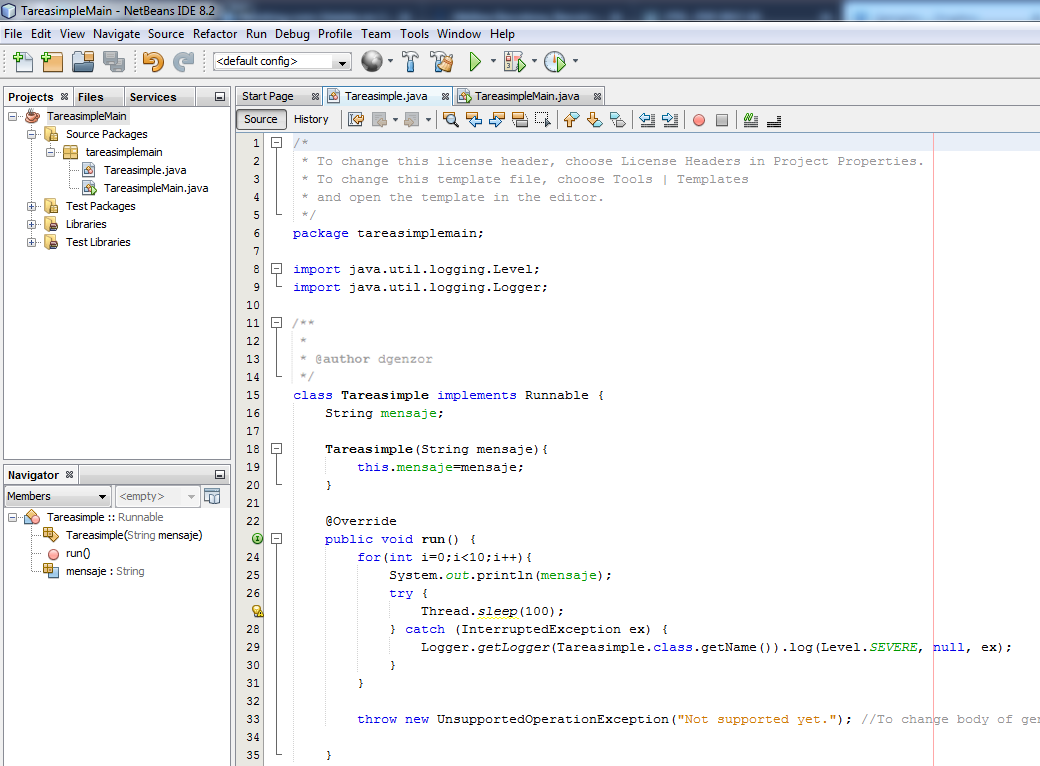 TareasimpleMain - NetBeans IDE 8.2
File Edit View Navigate Source Refactor Run Debug Profile Team Tools Window Help
<default config>
Projects Files Services
TareasimpleMain
Source Packages
tareasimplemain
Tareasimple.java
TareasimpleMain.java
Test Packages
Libraries
Test Libraries
Navigator
Members <empty>
Tareasimple :: Runnable
Tareasimple(String mensaje)
run()
mensaje : String
Start Page Tareasimple.java TareasimpleMain.java
Source History
1 /*
2 * To change this license header, choose License Headers in Project Properties.
3 * To change this template file, choose Tools | Templates
4 * and open the template in the editor.
5 */
6 package tareasimplemain;
7
8 import java.util.logging.Level;
9 import java.util.logging.Logger;
10
11 /**
12 *
13 * @author dgenzor
14 */
15 class Tareasimple implements Runnable {
16 String mensaje;
17
18 Tareasimple(String mensaje){
19 this.mensaje=mensaje;
20 }
21
22 @Override
public void run() {
24 for(int i=0;i<10;i++){
25 System.out.println(mensaje);
26 try {
Thread.sleep(100);
28 } catch (InterruptedException ex) {
29 Logger.getLogger(Tareasimple.class.getName()).log(Level.SEVERE, null, ex);
30 }
31 }
32
33 throw new UnsupportedOperationException("Not supported yet."); //To change body of ger
34
35 }